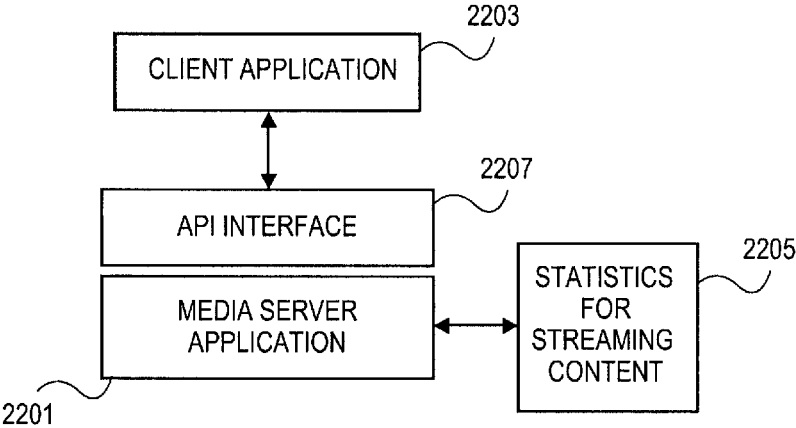 2203
CLIENT APPLICATION
2207
API INTERFACE
2205
STATISTICS
FOR
STREAMING
CONTENT
MEDIA SERVER
APPLICATION
2201